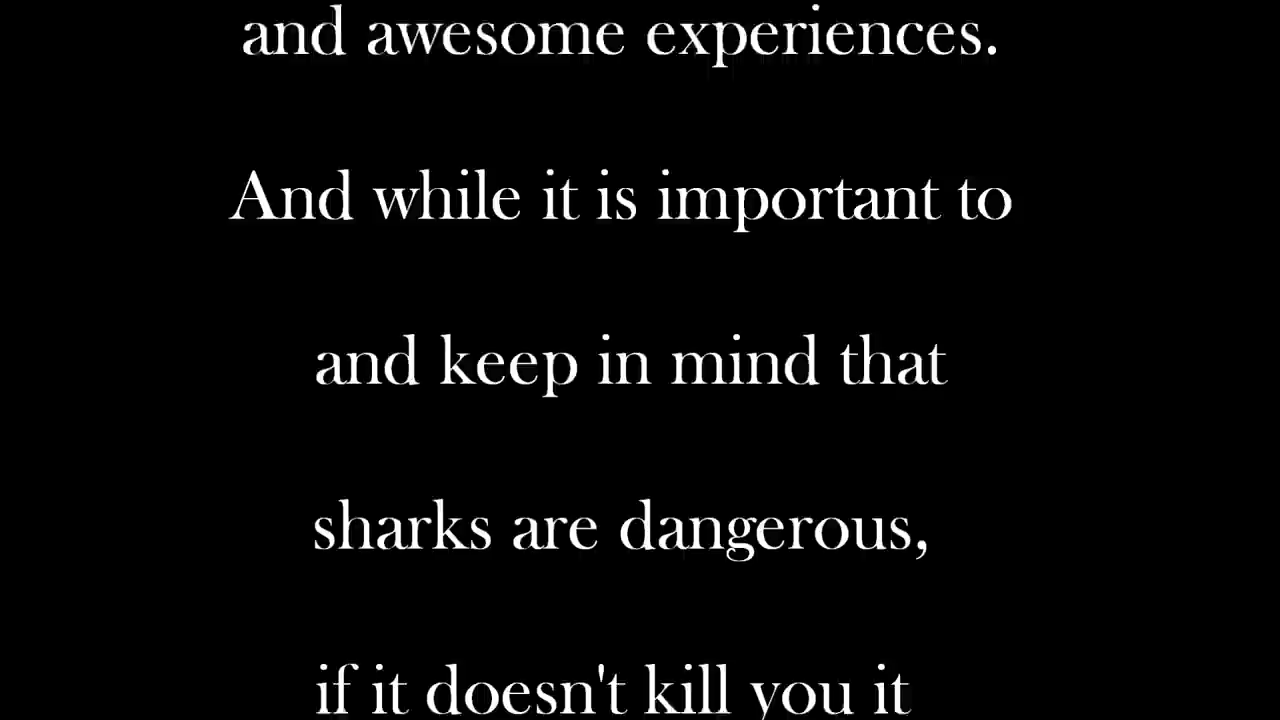 and awesome experiences.
And while it is important to
and keep in mind that
sharks are dangerous,
if it doesn't kill you it